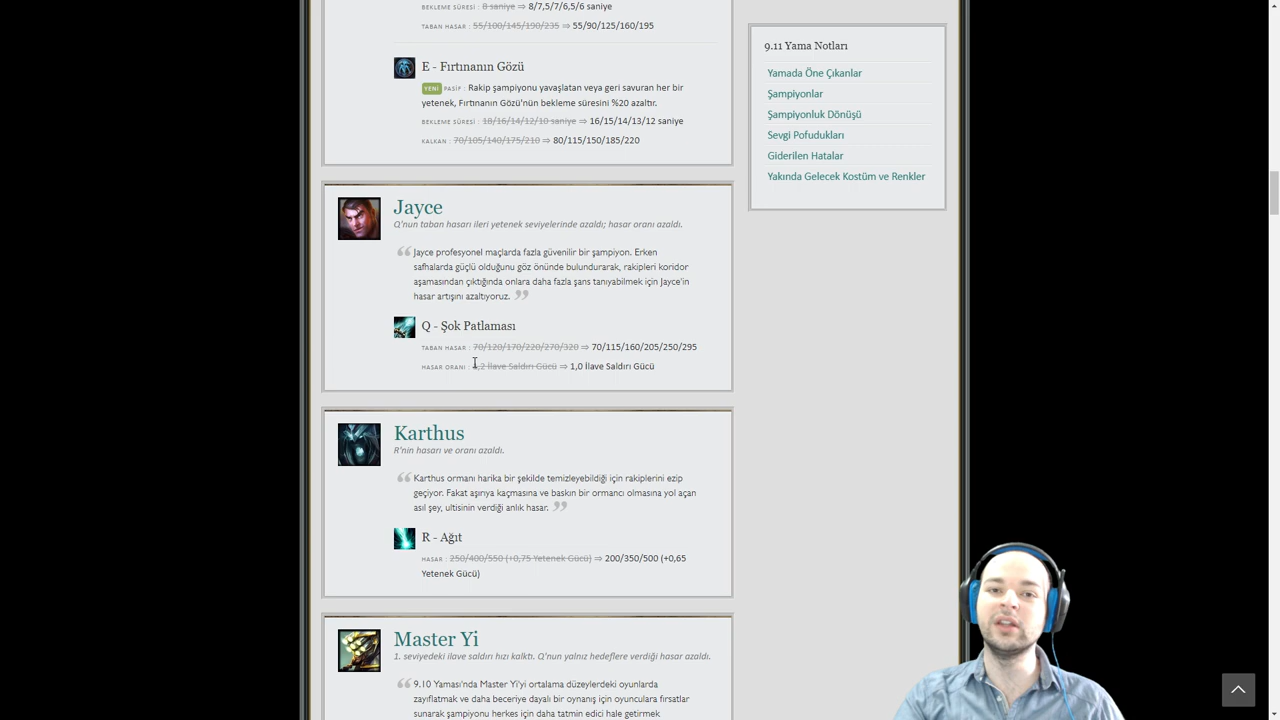 BEKLEME SÜRESİ : 8 saniye ⇒ 8/7,5/7/6,5/6 saniye
TABAN HASAR : 55/100/145/190/235 ⇒ 55/90/125/160/195
E - Fırtınanın Gözü
YENİ PASİF : Rakip şampiyonu yavaşlatan veya geri savuran her bir
yetenek, Fırtınanın Gözü'nün bekleme süresini %20 azaltır.
BEKLEME SÜRESİ : 18/16/14/12/10 saniye ⇒ 16/15/14/13/12 saniye
KALKAN : 70/105/140/175/210 ⇒ 80/115/150/185/220
Jayce
Q'nun taban hasarı ileri yetenek seviyelerinde azaldı; hasar oranı azaldı.
Jayce profesyonel maçlarda fazla güvenilir bir şampiyon. Erken
safhalarda güçlü olduğunu göz önünde bulundurarak, rakipleri koridor
aşamasından çıktığında onlara daha fazla şans tanıyabilmek için Jayce'in
hasar artışını azaltıyoruz.
Q - Şok Patlaması
TABAN HASAR : 70/120/170/220/270/320 ⇒ 70/115/160/205/250/295
HASAR ORANI : 1,2 İlave Saldırı Gücü ⇒ 1,0 İlave Saldırı Gücü
Karthus
R'nin hasarı ve oranı azaldı.
Karthus ormanı harika bir şekilde temizleyebildiği için rakiplerini ezip
geçiyor. Fakat aşırıya kaçmasına ve baskın bir ormancı olmasına yol açan
asıl şey, ultisinin verdiği anlık hasar.
R - Ağıt
HASAR : 250/400/550 (+0,75 Yetenek Gücü) ⇒ 200/350/500 (+0,65
Yetenek Gücü)
Master Yi
1. seviyedeki ilave saldırı hızı kalktı. Q'nun yalnız hedeflere verdiği hasar azaldı.
9.10 Yaması'nda Master Yi'yi ortalama düzeylerdeki oyunlarda
zayıflatmak ve daha beceriye dayalı bir oynanış için oyunculara fırsatlar
sunarak şampiyonu herkes için daha tatmin edici hale getirmek
9.11 Yama Notları
Yamada Öne Çıkanlar
Şampiyonlar
Şampiyonluk Dönüşü
Sevgi Pofudukları
Giderilen Hatalar
Yakında Gelecek Kostüm ve Renkler